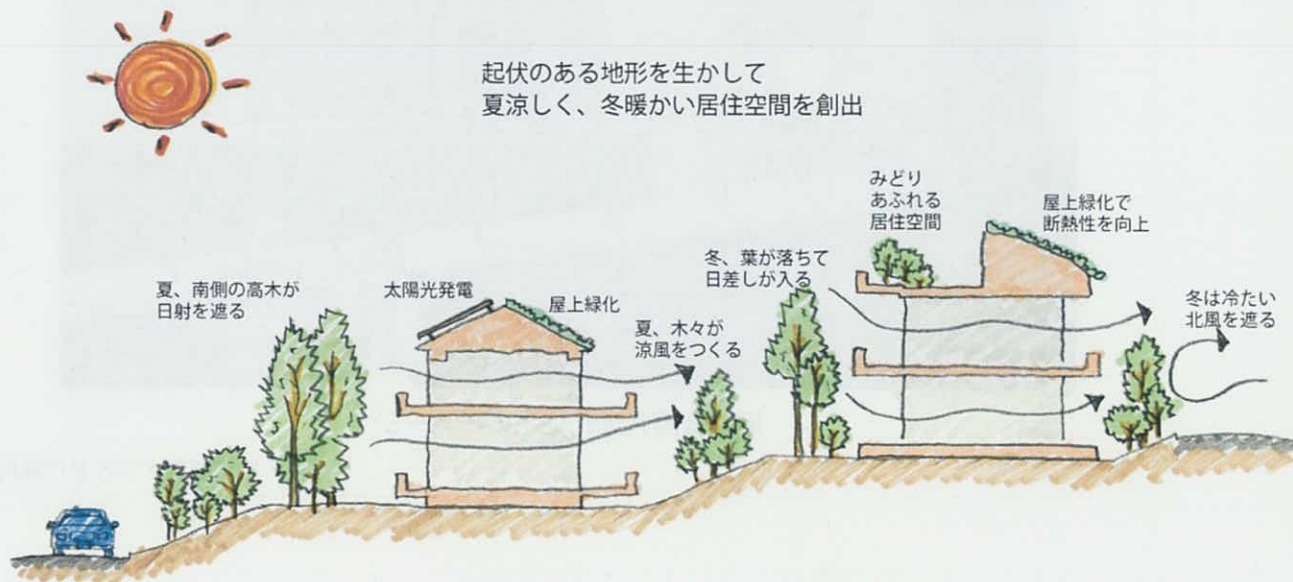 起伏のある地形を生かして
夏涼しく、冬暖かい居住空間を創出
みどり
あふれる
居住空間
屋上緑化で
断熱性を向上
冬、葉が落ちて
日差しが入る
冬は冷たい
北風を遮る
夏、南側の高木が
日射を遮る
太陽光発電
屋上緑化
夏、木々が
涼風をつくる